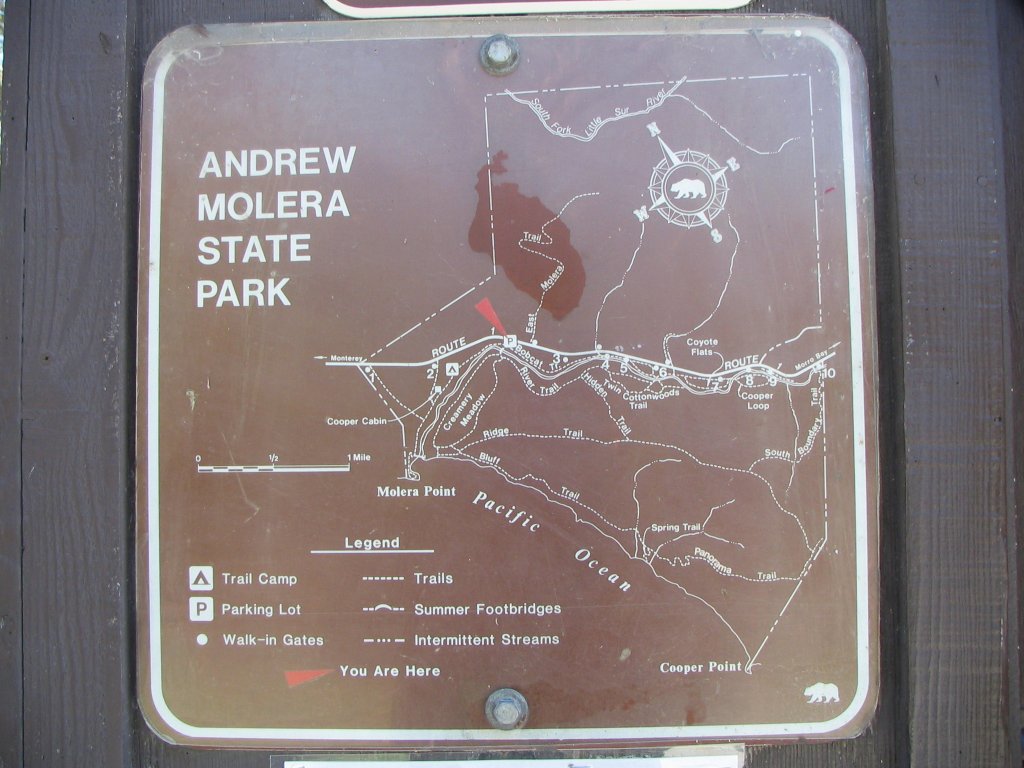 ANDREW
MOLERA
STATE
PARK
South Fork Little Sur River
N
E
W
S
Trail
Molera
East
Monterey
ROUTE
1
P
Bobcat Tr.
3
4
5
6
7
8
9
10
Coyote
Flats
ROUTE
Morro Bay
1
2
River
Trail
Hidden
Trail
Twin
Cottonwoods
Trail
Cooper
Loop
Creamery
Meadow
Cooper Cabin
Ridge Trail
South Boundary Trail
0 1/2 1 Mile
Bluff Trail
Molera Point
Pacific Ocean
Spring Trail
Panorama Trail
Cooper Point
Legend
Trail Camp
Trails
P Parking Lot
Summer Footbridges
Walk-in Gates
Intermittent Streams
You Are Here